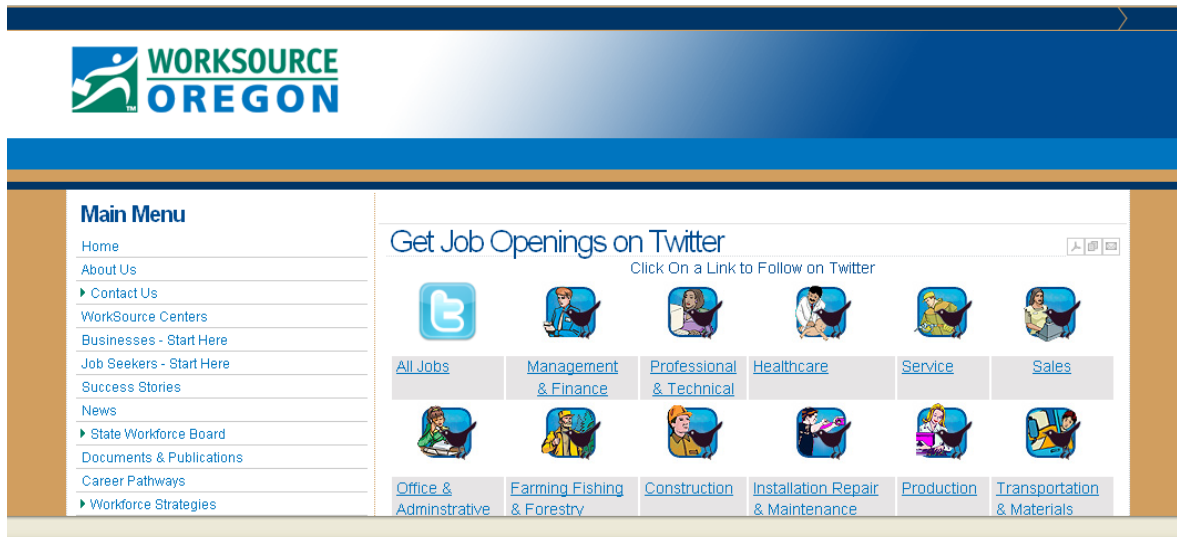 WORKSOURCE
OREGON
TM
Main Menu
Home
About Us
Contact Us
WorkSource Centers
Businesses - Start Here
Job Seekers - Start Here
Success Stories
News
State Workforce Board
Documents & Publications
Career Pathways
Workforce Strategies
Get Job Openings on Twitter
Click On a Link to Follow on Twitter
All Jobs
Management
& Finance
Professional
& Technical
Healthcare
Service
Sales
Office &
Adminstrative
Farming Fishing
& Forestry
Construction
Installation Repair
& Maintenance
Production
Transportation
& Materials